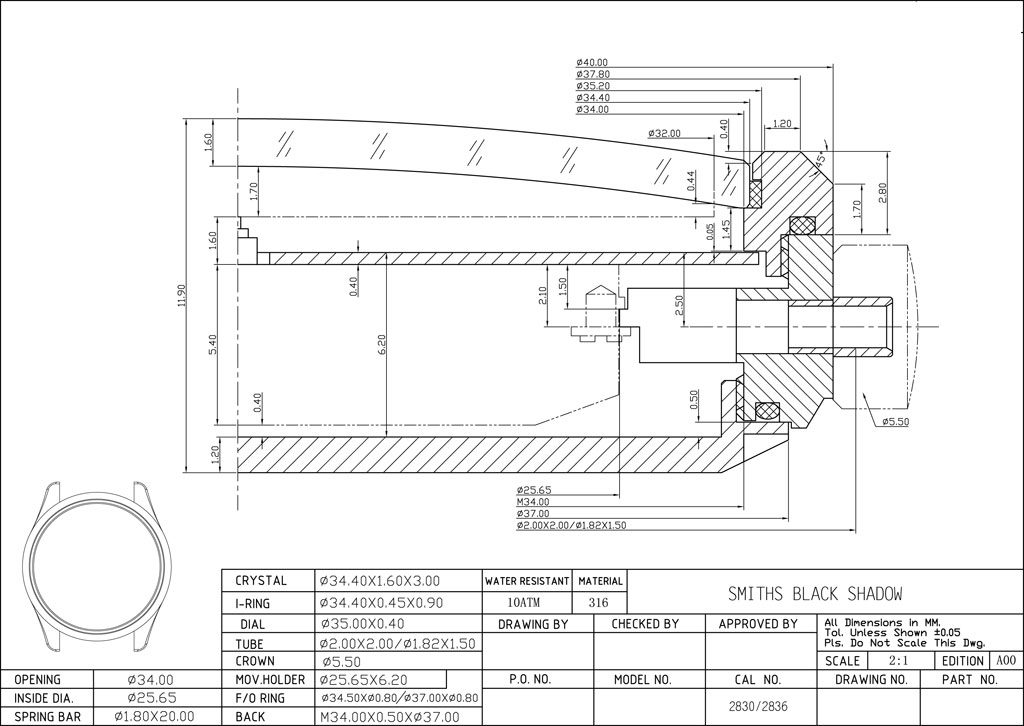 ø40.00
ø37.80
ø35.20
ø34.40
ø34.00
ø32.00
0.40
1.20
45°
1.60
1.70
0.44
2.80
1.70
1.60
0.05
1.45
0.40
11.90
2.10
1.50
2.50
5.40
6.20
0.40
0.50
ø5.50
1.20
ø25.65
M34.00
ø37.00
ø2.00X2.00/ø1.82X1.50
CRYSTAL ø34.40X1.60X3.00 WATER RESISTANT MATERIAL SMITHS BLACK SHADOW
I-RING ø34.40X0.45X0.90 10ATM 316
DIAL ø35.00X0.40 DRAWING BY CHECKED BY APPROVED BY All Dimensions in MM.
Tol. Unless Shown ±0.05
Pls. Do Not Scale This Dwg.
TUBE ø2.00X2.00/ø1.82X1.50
CROWN ø5.50 SCALE 2:1 EDITION A00
OPENING ø34.00 MOV.HOLDER ø25.65X6.20 P.O. NO. MODEL NO. CAL NO. DRAWING NO. PART NO.
INSIDE DIA. ø25.65 F/O RING ø34.50Xø0.80/ø37.00Xø0.80
2830/2836
SPRING BAR ø1.80X20.00 BACK M34.00X0.50Xø37.00